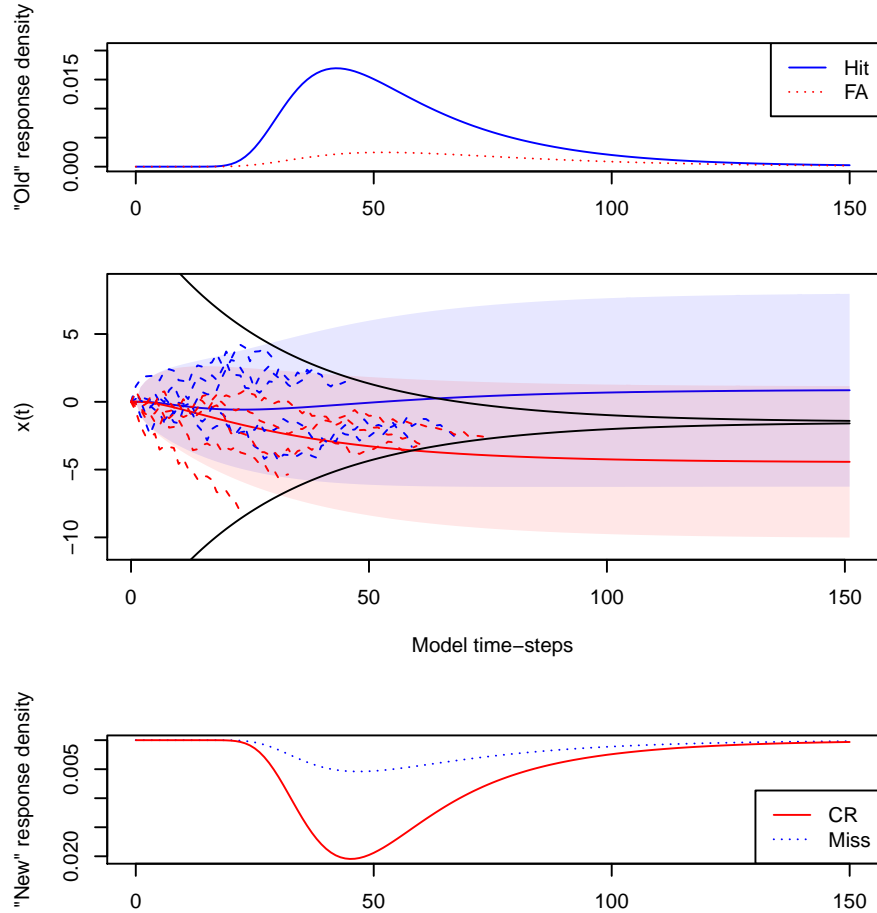 "Old" response density
0.000
0.015
Hit
FA
0
50
100
150
x(t)
5
0
−5
−10
0
50
100
150
Model time−steps
"New" response density
0.005
0.020
CR
Miss
0
50
100
150